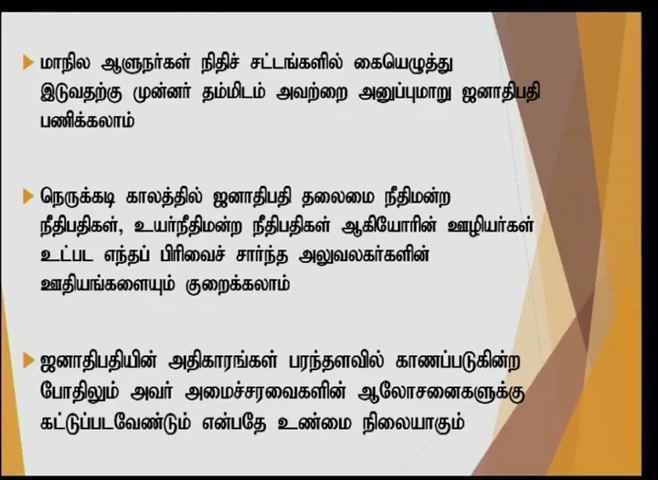 மாநில ஆளுநர்கள் நிதிச் சட்டங்களில் கையெழுத்து
இடுவதற்கு முன்னர் தம்மிடம் அவற்றை அனுப்புமாறு ஜனாதிபதி
பணிக்கலாம்
நெருக்கடி காலத்தில் ஜனாதிபதி தலைமை நீதிமன்ற
நீதிபதிகள், உயர்நீதிமன்ற நீதிபதிகள் ஆகியோரின் ஊழியர்கள்
உட்பட எந்தப் பிரிவைச் சார்ந்த அலுவலகர்களின்
ஊதியங்களையும் குறைக்கலாம்
ஜனாதிபதியின் அதிகாரங்கள் பரந்தளவில் காணப்படுகின்ற
போதிலும் அவர் அமைச்சரவைகளின் ஆலோசனைகளுக்கு
கட்டுப்படவேண்டும் என்பதே உண்மை நிலையாகும்